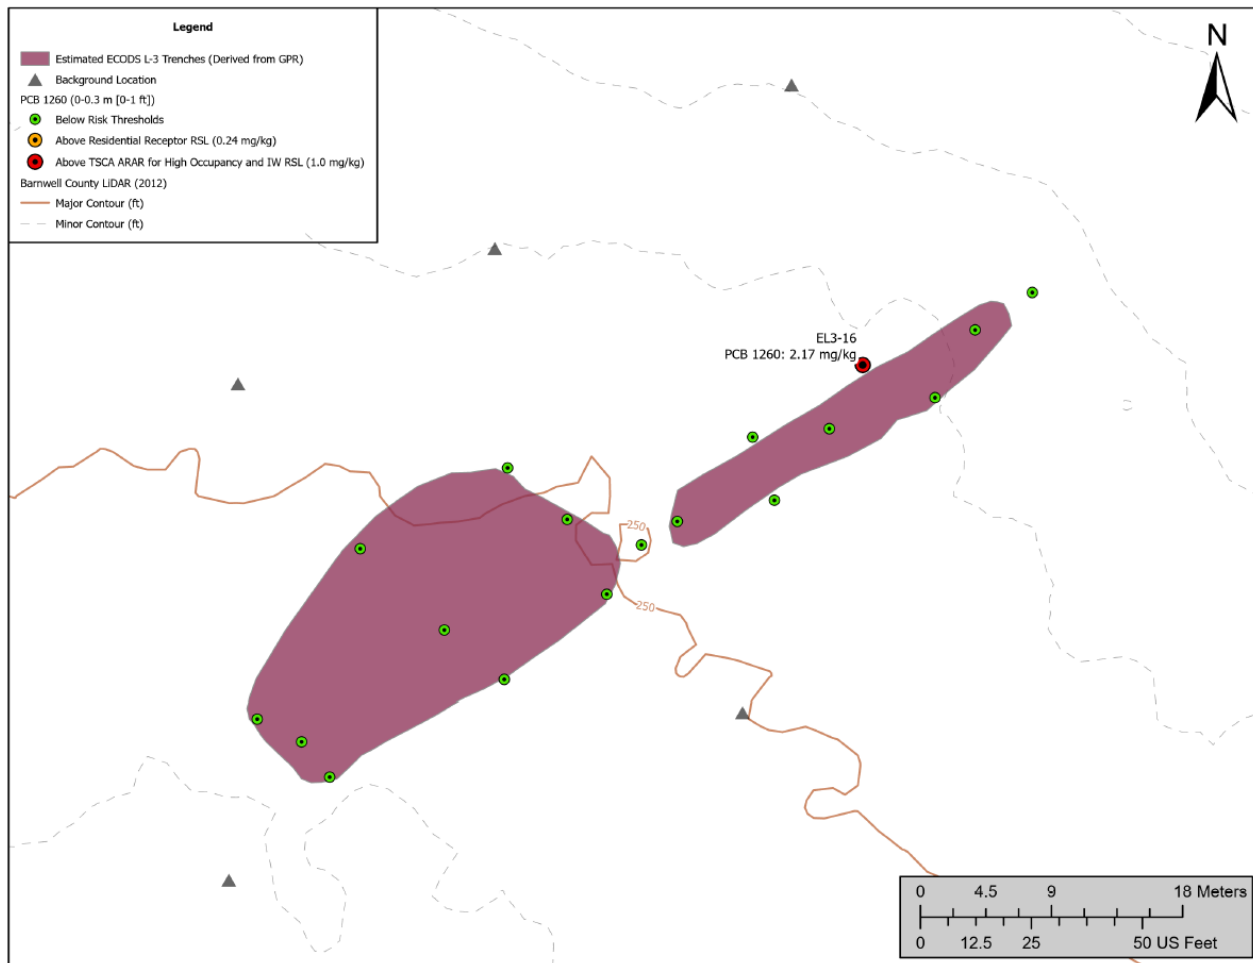 Legend
Estimated ECODS L-3 Trenches (Derived from GPR)
Background Location
PCB 1260 (0-0.3 m [0-1 ft])
Below Risk Thresholds
Above Residential Receptor RSL (0.24 mg/kg)
Above TSCA ARAR for High Occupancy and IW RSL (1.0 mg/kg)
Barnwell County LiDAR (2012)
Major Contour (ft)
Minor Contour (ft)
N
EL3-16
PCB 1260: 2.17 mg/kg
250
250
0 4.5 9 18 Meters
0 12.5 25 50 US Feet